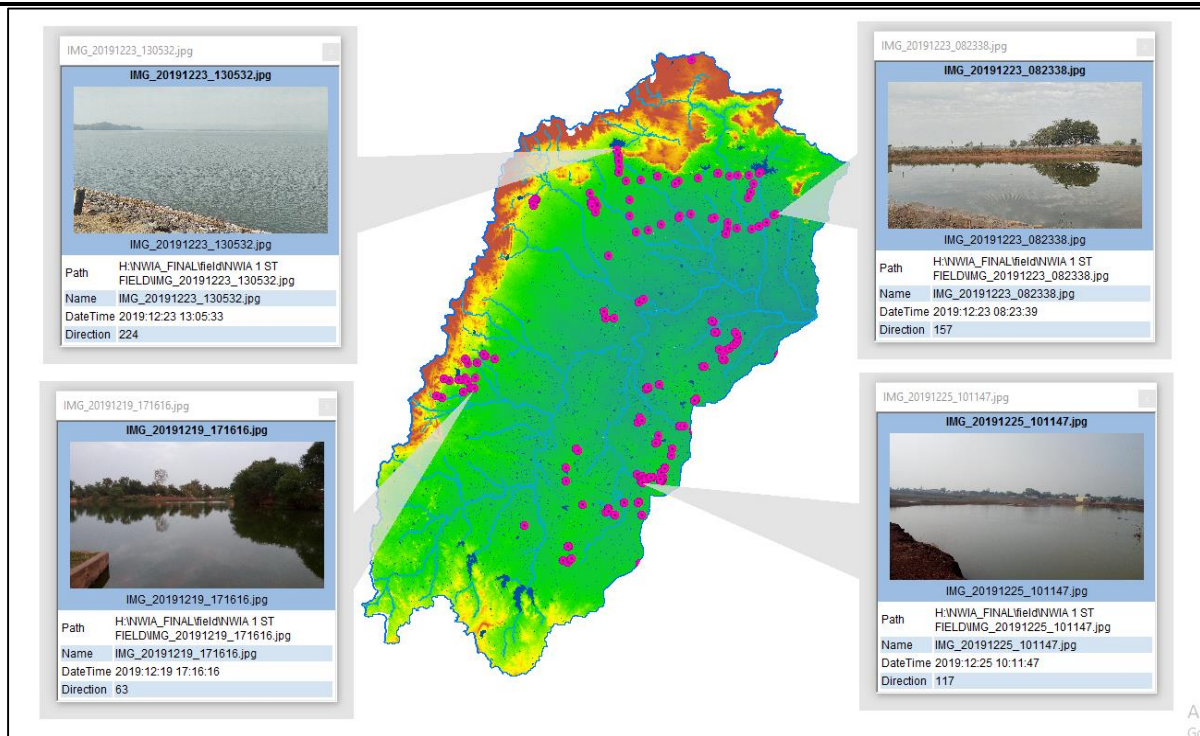 IMG_20191223_130532.jpg
IMG_20191223_130532.jpg
IMG_20191223_130532.jpg
Path H:\NWIA_FINAL\field\NWIA 1 ST
FIELD\IMG_20191223_130532.jpg
Name IMG_20191223_130532.jpg
DateTime 2019:12:23 13:05:33
Direction 224
IMG_20191223_082338.jpg
IMG_20191223_082338.jpg
IMG_20191223_082338.jpg
Path H:\NWIA_FINAL\field\NWIA 1 ST
FIELD\IMG_20191223_082338.jpg
Name IMG_20191223_082338.jpg
DateTime 2019:12:23 08:23:39
Direction 157
IMG_20191219_171616.jpg
IMG_20191219_171616.jpg
IMG_20191219_171616.jpg
Path H:\NWIA_FINAL\field\NWIA 1 ST
FIELD\IMG_20191219_171616.jpg
Name IMG_20191219_171616.jpg
DateTime 2019:12:19 17:16:16
Direction 63
IMG_20191225_101147.jpg
IMG_20191225_101147.jpg
IMG_20191225_101147.jpg
Path H:\NWIA_FINAL\field\NWIA 1 ST
FIELD\IMG_20191225_101147.jpg
Name IMG_20191225_101147.jpg
DateTime 2019:12:25 10:11:47
Direction 117